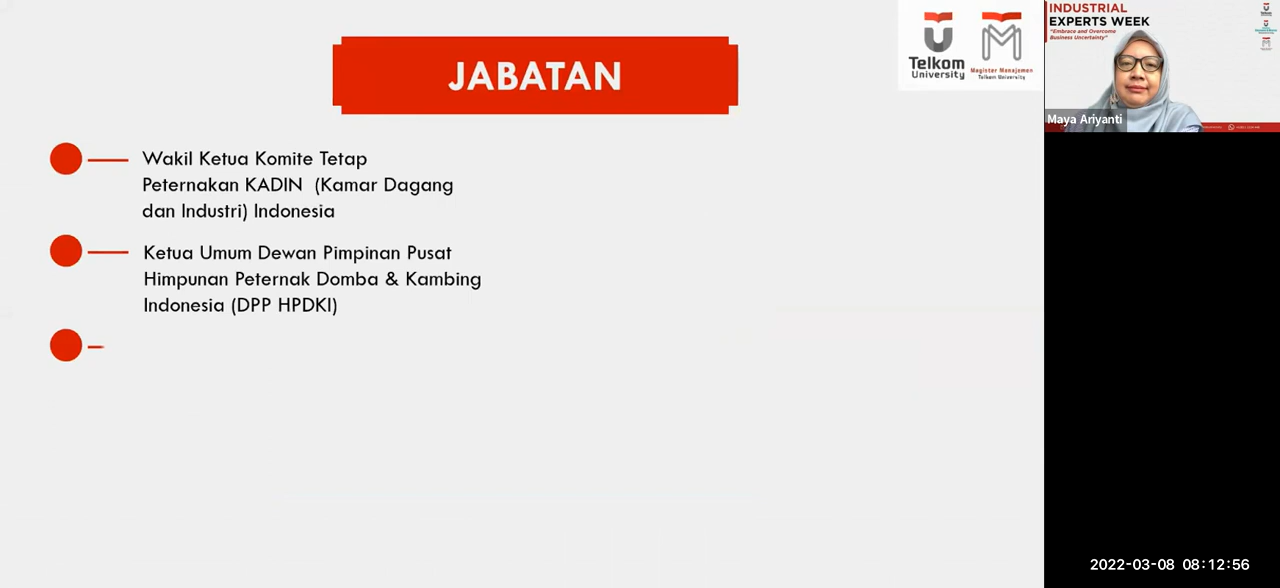 JABATAN
Telkom
University
Magister Manajemen
Telkom University
Wakil Ketua Komite Tetap
Peternakan KADIN (Kamar Dagang
dan Industri) Indonesia
Ketua Umum Dewan Pimpinan Pusat
Himpunan Peternak Domba & Kambing
Indonesia (DPP HPDKI)
INDUSTRIAL
EXPERTS WEEK
"Embrace and Overcome
Business Uncertainty"
Maya Ariyanti
2022-03-08 08:12:56